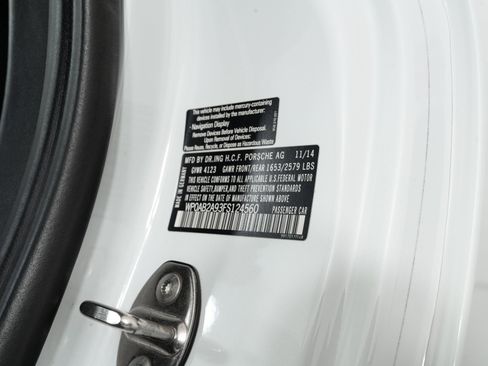 This vehicle may include mercury-containing
devices installed by the manufacturer:
- Navigation Display
Remove Devices Before Vehicle Disposal.
Upon Removal of Devices
Please Reuse, Recycle, or Dispose as Hazardous Waste
MADE IN GERMANY
MFD BY DR.ING H.C.F. PORSCHE AG 11/14
GVWR 4123 GAWR FRONT/REAR 1653/2579 LBS
THIS VEHICLE CONFORMS TO ALL APPLICABLE U.S.FEDERAL MOTOR
VEHICLE SAFETY,BUMPER,AND THEFT PREVENTION STANDARDS
IN EFFECT ON THE DATE OF MANUFACTURE SHOWN ABOVE
WP0AB2A93FS124560 PASSENGER CAR